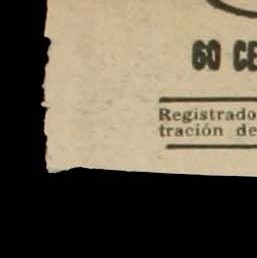 60 CE
Registrado
tración de